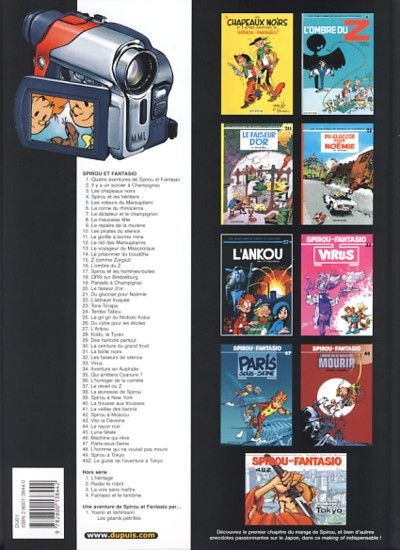 M.M.L
SPIROU ET FANTASIO
1. Quatre aventures de Spirou et Fantasio
2. Il y a un sorcier à Champignac
3. Les chapeaux noirs
4. Spirou et les héritiers
5. Les voleurs du Marsupilami
6. La corne du rhinocéros
7. Le dictateur et le champignon
8. La mauvaise tête
9. Le repaire de la murène
10. Les pirates du silence
11. Le gorille a bonne mine
12. Le nid des Marsupilamis
13. Le voyageur du Mésozoïque
14. Le prisonnier du bouddha
15. Z comme Zorglub
16. L'ombre du Z
17. Spirou et les hommes-bulles
18. QRN sur Bretzelburg
19. Panade à Champignac
20. Le faiseur d'or
21. Du glucose pour Noémie
22. L'abbaye truquée
23. Tora-Torapa
24. Tembo Tabou
25. Le gri gri du Niokolo Koba
26. Du cidre pour les étoiles
27. L'Ankou
28. Kodo, le Tyran
29. Des haricots partout
30. La ceinture du grand froid
31. La boîte noire
32. Les faiseurs de silence
33. Virus
34. Aventure en Australie
35. Qui arrêtera Cyanure ?
36. L'horloger de la comète
37. Le réveil du Z
38. La jeunesse de Spirou
39. Spirou à New York
40. La frousse aux trousses
41. La vallée des bannis
42. Spirou à Moscou
43. Vito la Déveine
44. Le rayon noir
45. Luna fatale
46. Machine qui rêve
47. Paris-sous-Seine
48. L'homme qui ne voulait pas mourir
49. Spirou à Tokyo
49Z. Le guide de l'aventure à Tokyo
Hors série
1. L'héritage
2. Radar le robot
3. La voix sans maître
4. Fantasio et le fantôme
Une aventure de Spirou et Fantasio par...
1. Yoann et Vehlmann
Les géants pétrifiés
www.dupuis.com
LES CHAPEAUX NOIRS
L'OMBRE DU Z
LE FAISEUR D'OR
20
DU GLUCOSE POUR NOÉMIE
21
L'ANKOU
27
SPIROU-FANTASIO
33
VIRUS
SPIROU-FANTASIO
47
PARIS SOUS-SEINE
SPIROU-FANTASIO
48
MOURIR
SPIROU-FANTASIO
49Z
Tokyo
Découvrez le premier chapitre du manga de Spirou, et bien d'autres
anecdotes passionnantes sur le Japon, dans ce making of indispensable !